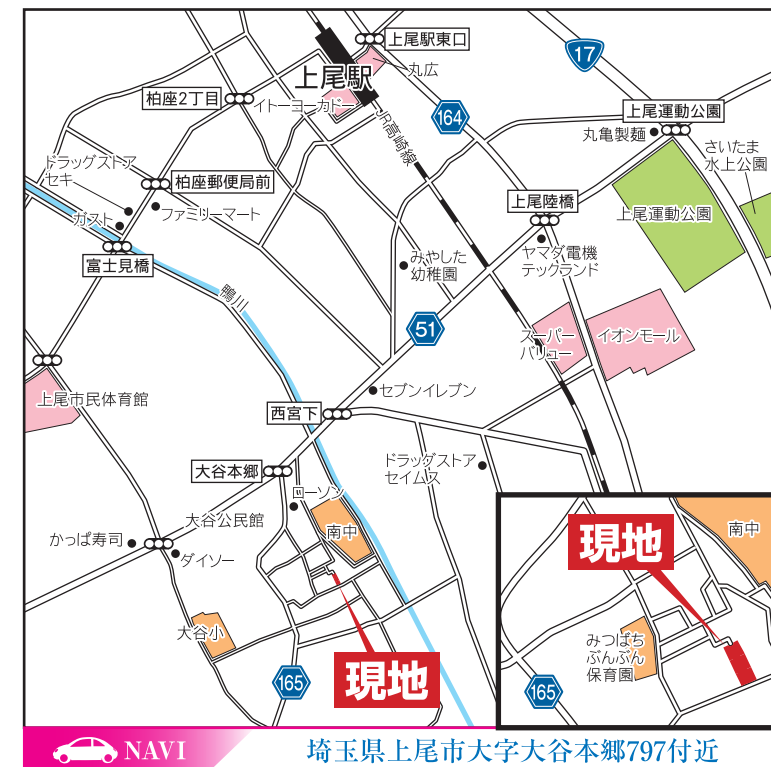 上尾駅東口
丸広
17
上尾駅
柏座2丁目
イトーヨーカドー
164
JR高崎線
上尾運動公園
丸亀製麺
さいたま
水上公園
ドラッグストア
セキ
柏座郵便局前
ガスト
ファミリーマート
上尾陸橋
上尾運動公園
富士見橋
みやした
幼稚園
ヤマダ電機
テックランド
鴨川
51
スーパー
バリュー
イオンモール
上尾市民体育館
セブンイレブン
西宮下
大谷本郷
ドラッグストア
セイムス
ローソン
大谷公民館
南中
かっぱ寿司
ダイソー
大谷小
現地
165
南中
現地
みつばち
ぶんぶん
保育園
165
NAVI
埼玉県上尾市大字大谷本郷797付近